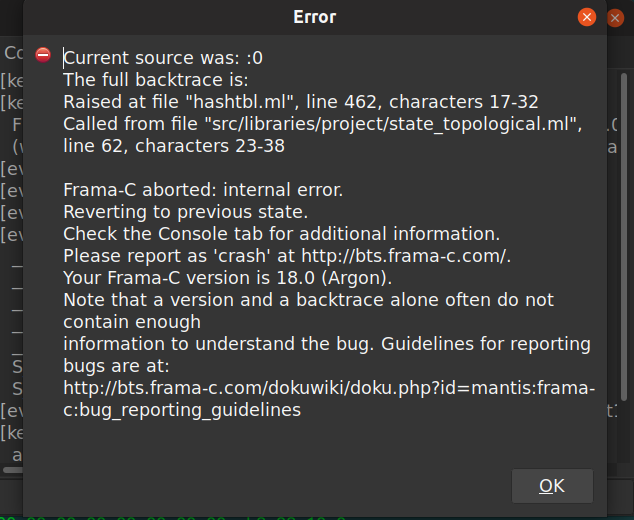 Error
Current source was: :0
The full backtrace is:
Raised at file "hashtbl.ml", line 462, characters 17-32
Called from file "src/libraries/project/state_topological.ml",
line 62, characters 23-38
Frama-C aborted: internal error.
Reverting to previous state.
Check the Console tab for additional information.
Please report as 'crash' at http://bts.frama-c.com/.
Your Frama-C version is 18.0 (Argon).
Note that a version and a backtrace alone often do not
contain enough
information to understand the bug. Guidelines for reporting
bugs are at:
http://bts.frama-c.com/dokuwiki/doku.php?id=mantis:frama-
c:bug_reporting_guidelines
OK